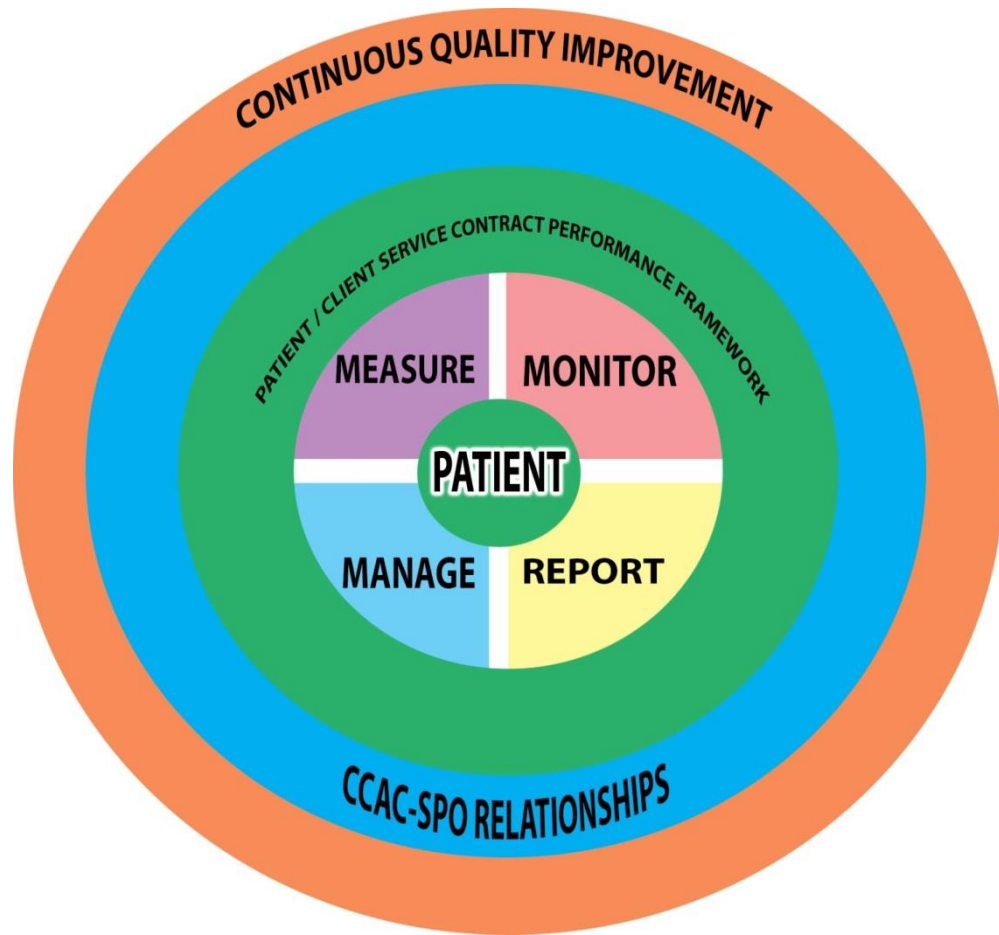 CONTINUOUS QUALITY IMPROVEMENT
PATIENT / CLIENT SERVICE CONTRACT PERFORMANCE FRAMEWORK
MEASURE
MONITOR
PATIENT
MANAGE
REPORT
CCAC-SPO RELATIONSHIPS